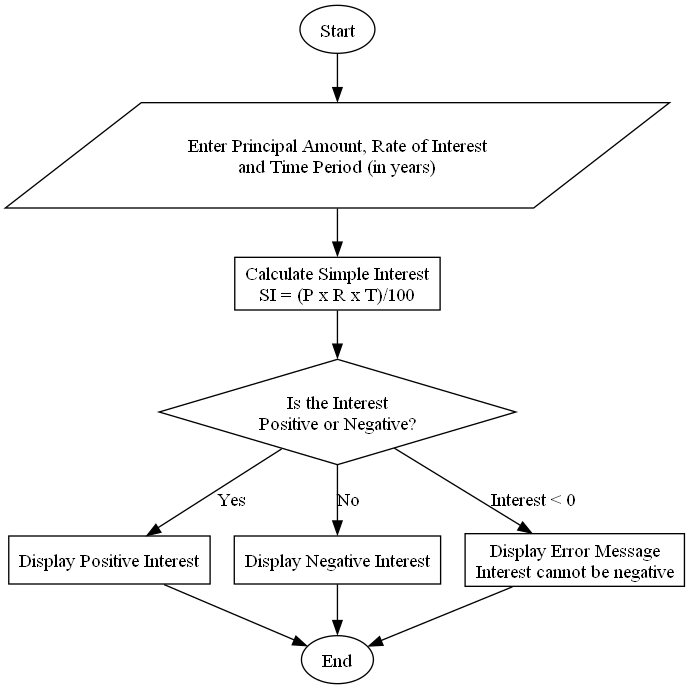 Start
Enter Principal Amount, Rate of Interest
and Time Period (in years)
Calculate Simple Interest
SI = (P x R x T)/100
Is the Interest
Positive or Negative?
Yes
No
Interest < 0
Display Positive Interest
Display Negative Interest
Display Error Message
Interest cannot be negative
End